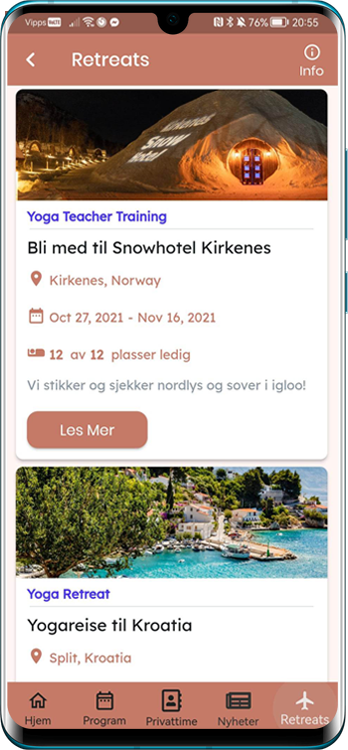 Vipps VoLTE 76% 20:55
Retreats
Info
Kirkenes
Snow
Hotel
Yoga Teacher Training
Bli med til Snowhotel Kirkenes
Kirkenes, Norway
Oct 27, 2021 - Nov 16, 2021
12 av 12 plasser ledig
Vi stikker og sjekker nordlys og sover i igloo!
Les Mer
Yoga Retreat
Yogareise til Kroatia
Split, Kroatia
Hjem Program Privattime Nyheter Retreats